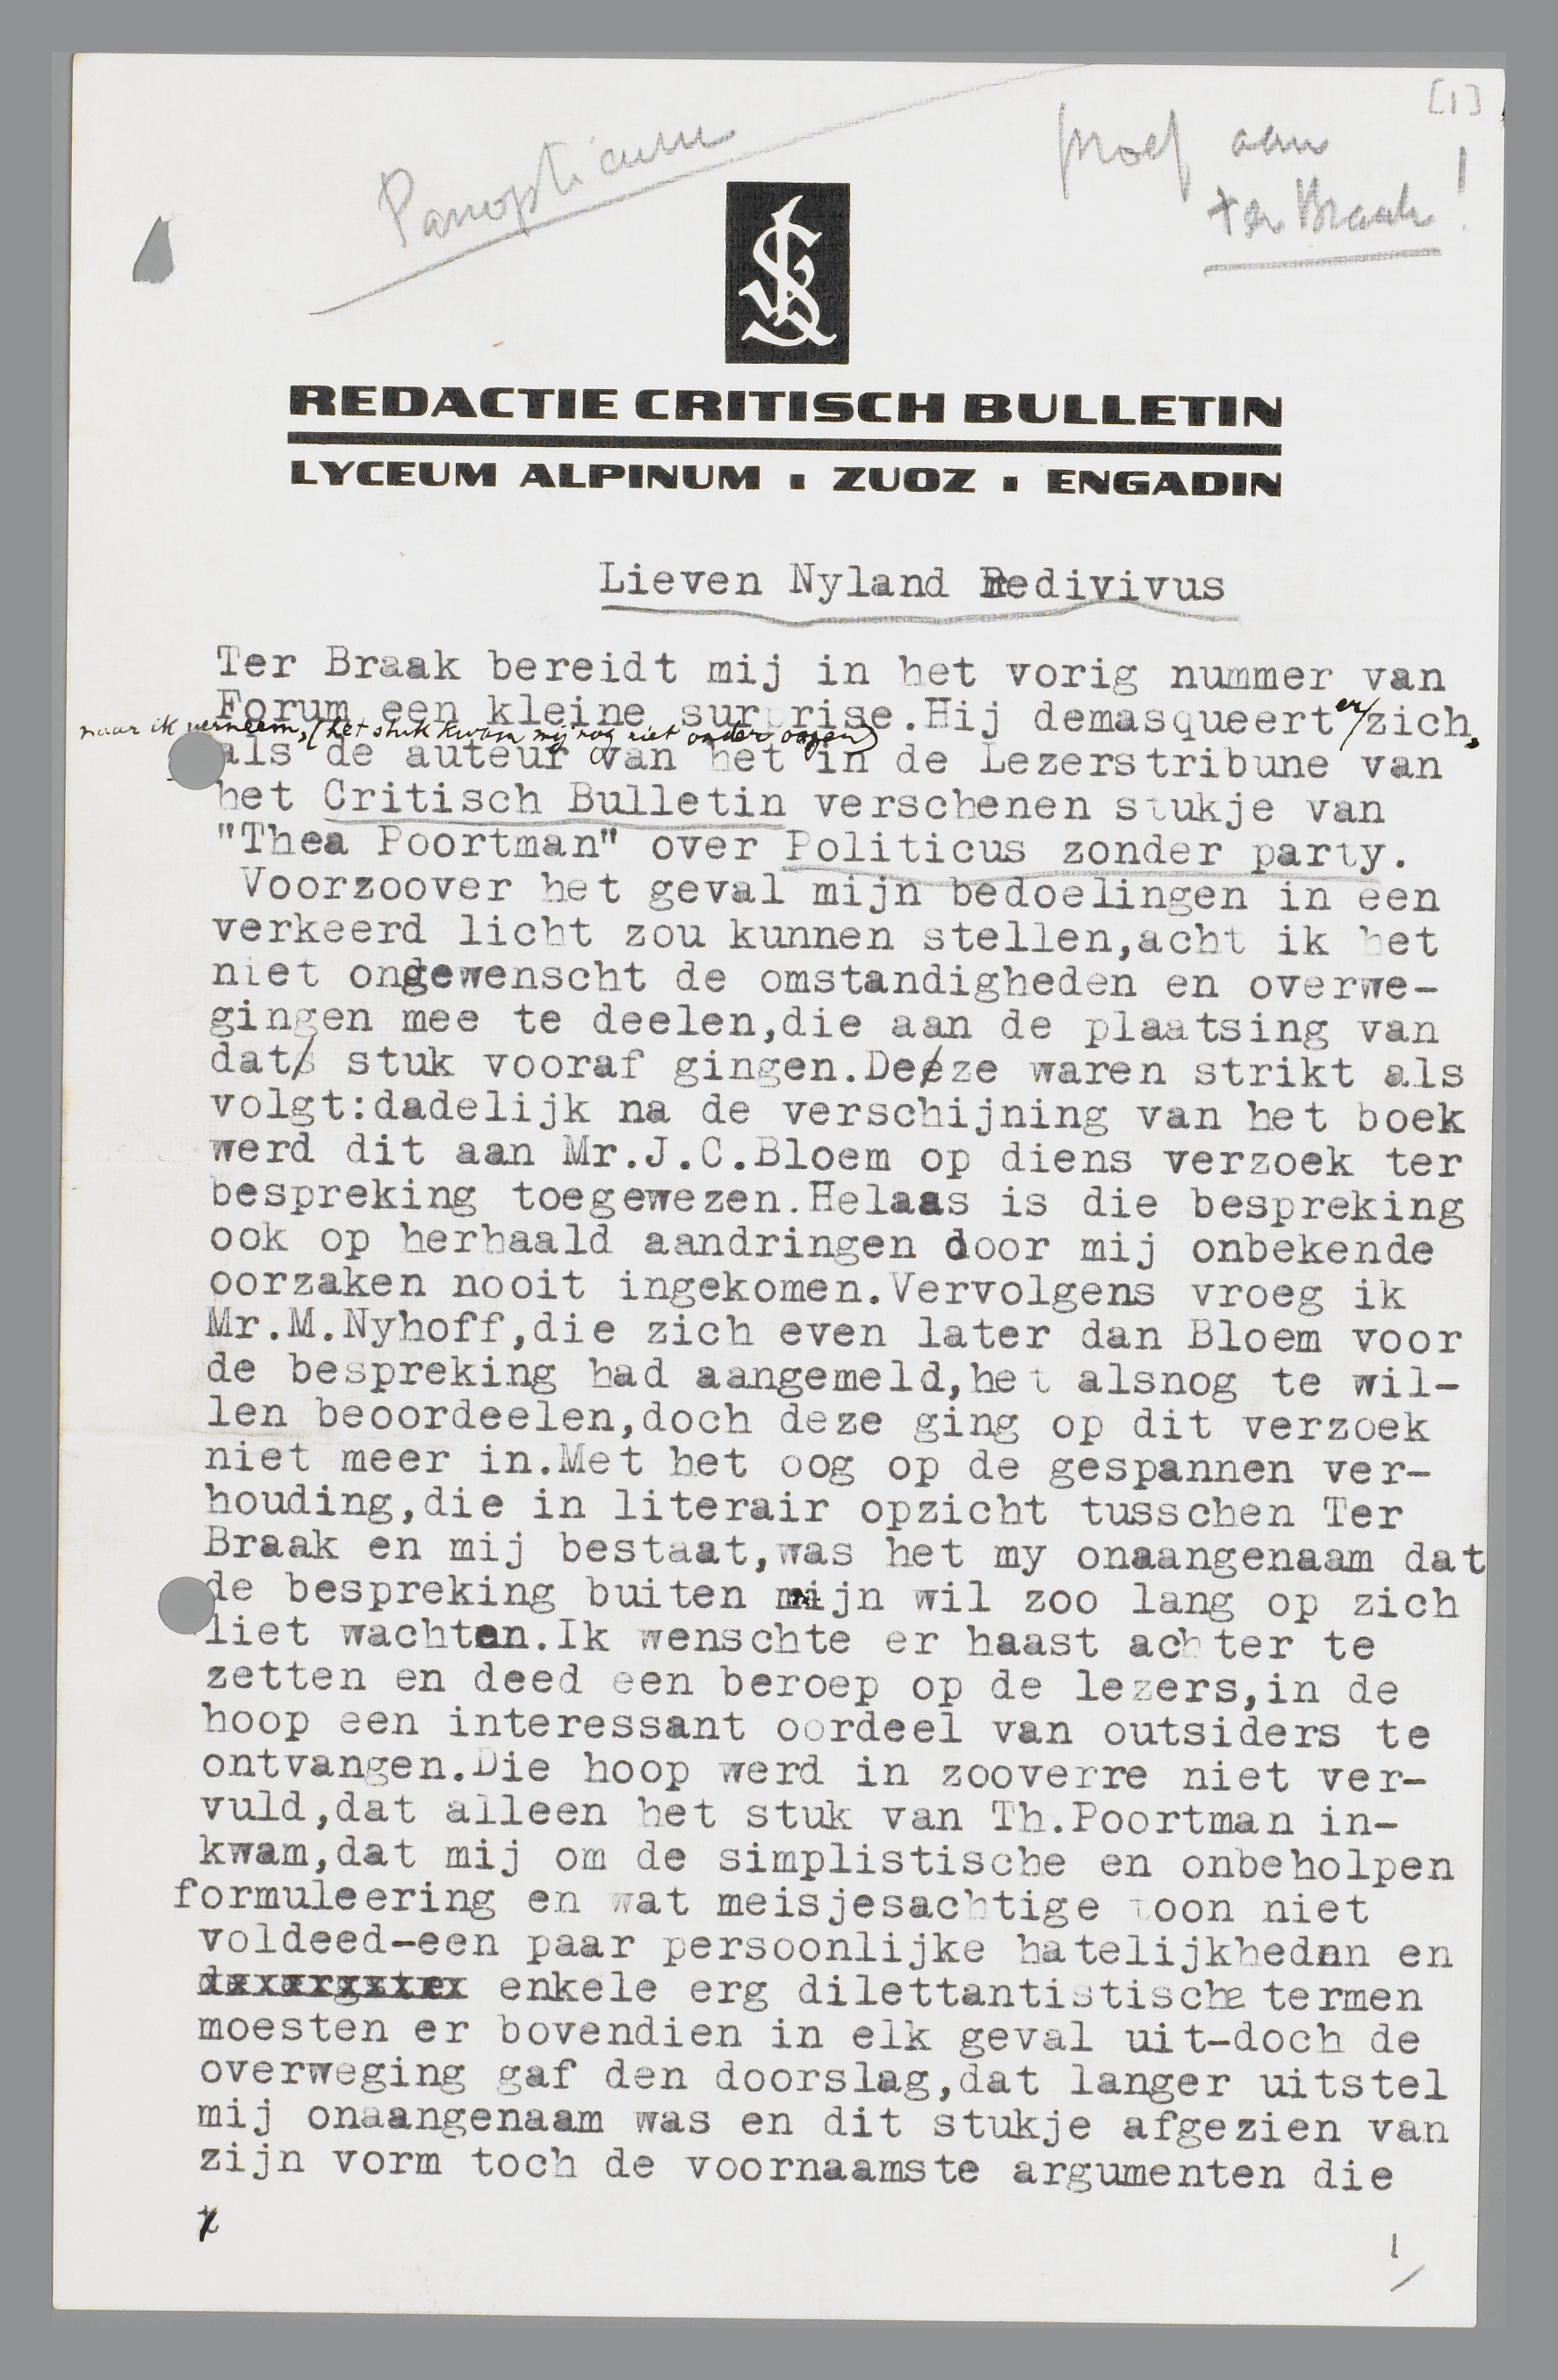 [1]
Panopticum
proef aan
ter Braak!
REDACTIE CRITISCH BULLETIN
LYCEUM ALPINUM ▪ ZUOZ ▪ ENGADIN
Lieven Nyland Redivivus
Ter Braak bereidt mij in het vorig nummer van
Forum een kleine surprise.Hij demasqueert er zich,
naar ik verneem, (het stuk kwam mij nog niet onder oogen)
als de auteur van het in de Lezerstribune van
het Critisch Bulletin verschenen stukje van
"Thea Poortman" over Politicus zonder party.
Voorzoover het geval mijn bedoelingen in een
verkeerd licht zou kunnen stellen,acht ik het
niet ongewenscht de omstandigheden en overwe-
gingen mee te deelen,die aan de plaatsing van
dat stuk vooraf gingen.Deze waren strikt als
volgt:dadelijk na de verschijning van het boek
werd dit aan Mr.J.C.Bloem op diens verzoek ter
bespreking toegewezen.Helaas is die bespreking
ook op herhaald aandringen door mij onbekende
oorzaken nooit ingekomen.Vervolgens vroeg ik
Mr.M.Nyhoff,die zich even later dan Bloem voor
de bespreking had aangemeld,het alsnog te wil-
len beoordeelen,doch deze ging op dit verzoek
niet meer in.Met het oog op de gespannen ver-
houding,die in literair opzicht tusschen Ter
Braak en mij bestaat,was het my onaangenaam dat
de bespreking buiten mijn wil zoo lang op zich
liet wachten.Ik wenschte er haast achter te
zetten en deed een beroep op de lezers,in de
hoop een interessant oordeel van outsiders te
ontvangen.Die hoop werd in zooverre niet ver-
vuld,dat alleen het stuk van Th.Poortman in-
kwam,dat mij om de simplistische en onbeholpen
formuleering en wat meisjesachtige toon niet
voldeed-een paar persoonlijke hatelijkhednn en
enkele erg dilettantistische termen
moesten er bovendien in elk geval uit-doch de
overweging gaf den doorslag,dat langer uitstel
mij onaangenaam was en dit stukje afgezien van
zijn vorm toch de voornaamste argumenten die
1